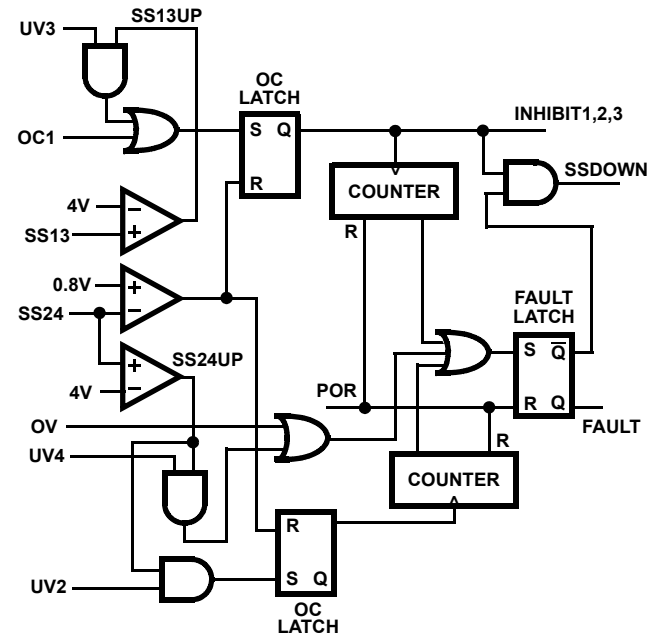 SS13UP
UV3
OC
LATCH
S Q
R
INHIBIT1,2,3
OC1
SSDOWN
COUNTER
R
4V
−
+
SS13
0.8V
+
−
SS24
FAULT
LATCH
S Q
R Q
FAULT
SS24UP
+
−
4V
POR
OV
UV4
R
COUNTER
R
S Q
UV2
OC
LATCH